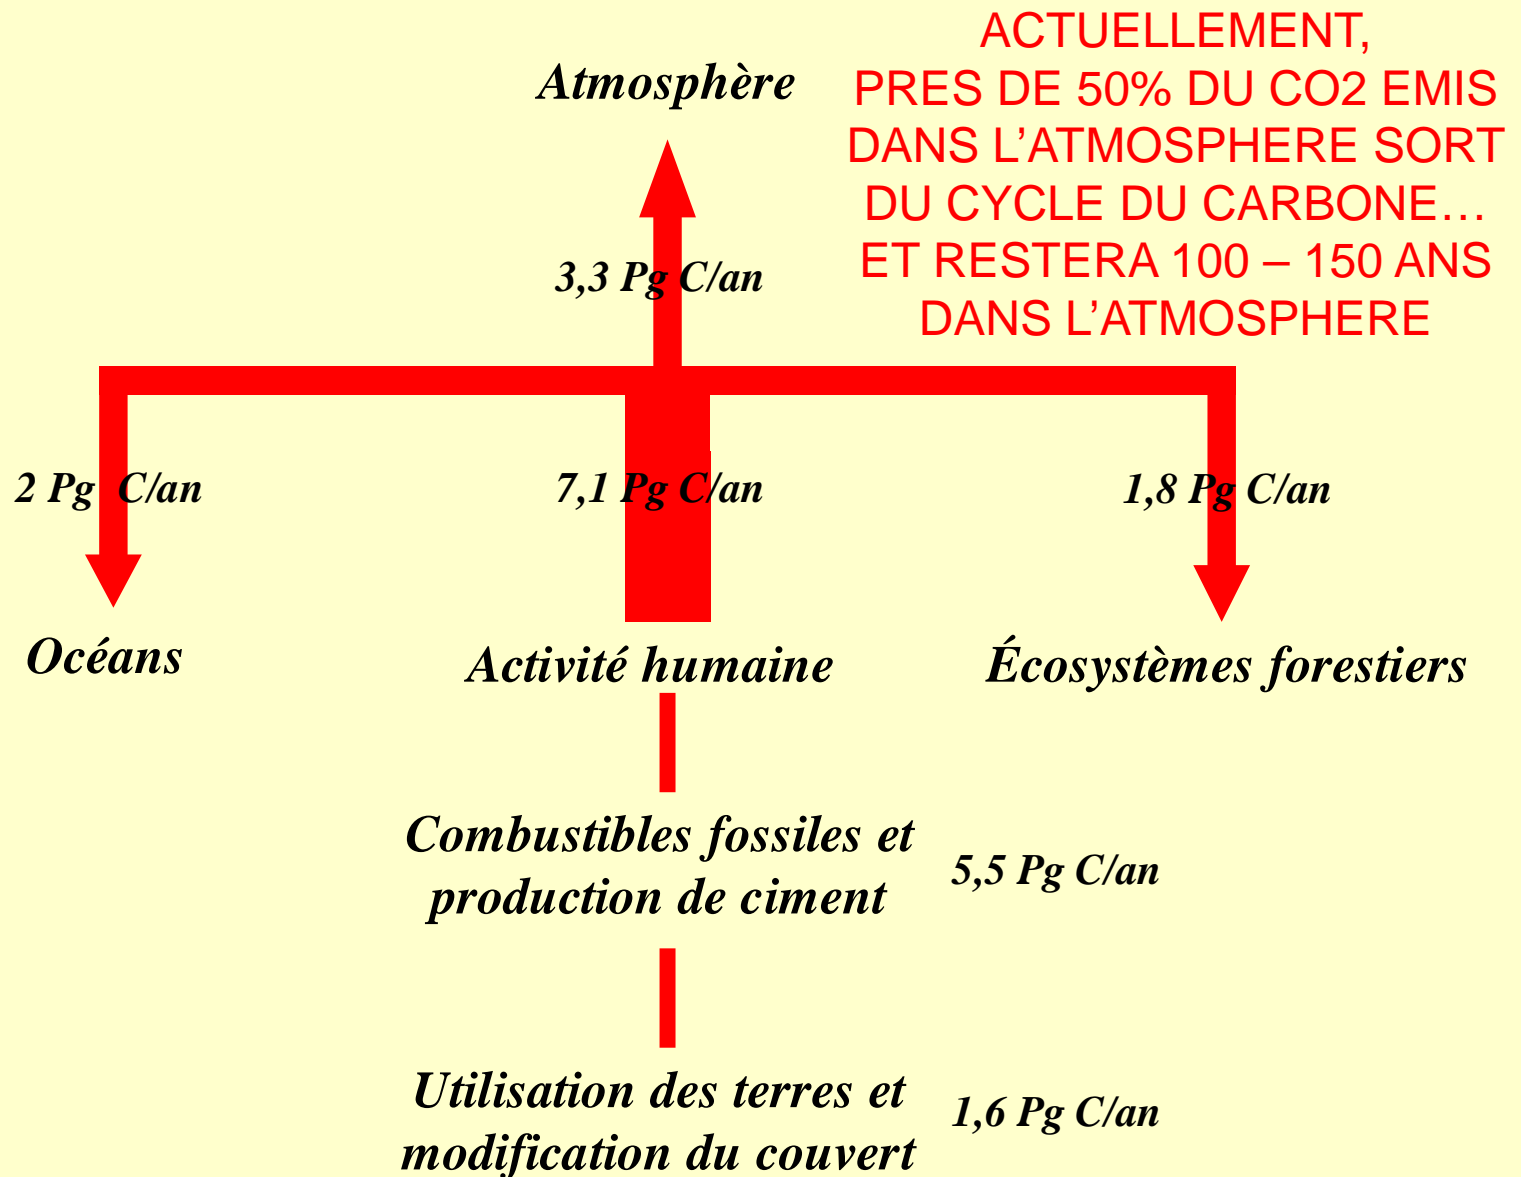 ACTUELLEMENT,
PRES DE 50% DU CO2 EMIS
DANS L’ATMOSPHERE SORT
DU CYCLE DU CARBONE…
ET RESTERA 100 – 150 ANS
DANS L’ATMOSPHERE
Atmosphère
3,3 Pg C/an
2 Pg C/an
7,1 Pg C/an
1,8 Pg C/an
Océans
Activité humaine
Écosystèmes forestiers
Combustibles fossiles et
production de ciment
5,5 Pg C/an
Utilisation des terres et
modification du couvert
1,6 Pg C/an